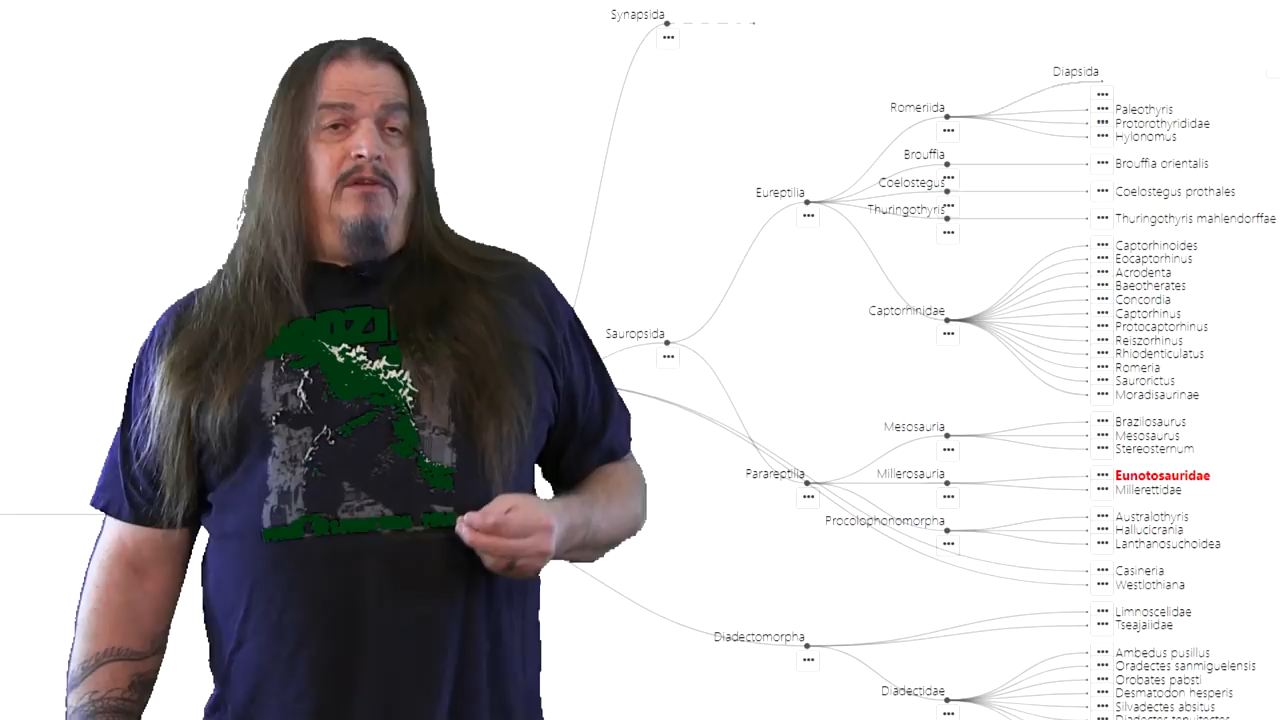 Synapsida
Diapsida
Romeriida
Paleothyris
Protorothyrididae
Hylonomus
Brouffia
Brouffia orientalis
Eureptilia
Coelostegus
Coelostegus prothales
Thuringothyris
Thuringothyris mahlendorffae
Captorhinoides
Eocaptorhinus
Acrodenta
Baeotherates
Concordia
Captorhinidae
Captorhinus
Protocaptorhinus
Reiszorhinus
Rhiodenticulatus
Romeria
Saurorictus
Moradisaurinae
Sauropsida
Mesosauria
Brazilosaurus
Mesosaurus
Stereosternum
Parareptilia
Millerosauria
Eunotosauridae
Millerettidae
Procolophonomorpha
Australothyris
Hallucicrania
Lanthanosuchoidea
Casineria
Westlothiana
Diadectomorpha
Limnoscelidae
Tseajaiidae
Diadectidae
Ambedus pusillus
Oradectes sanmiguelensis
Orobates pabsti
Desmatodon hesperis
Silvadectes absitus